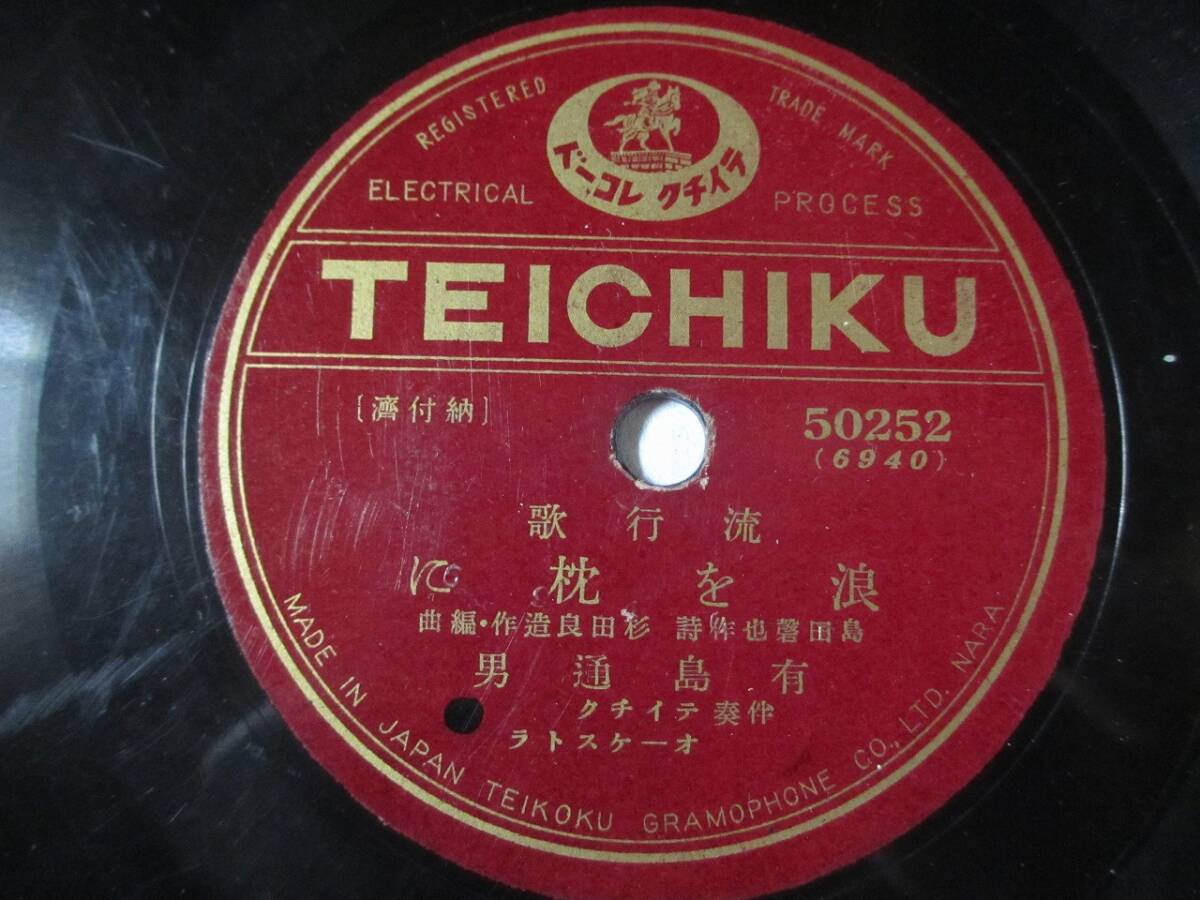 REGISTERED TRADE MARK
テイチク レコード
ELECTRICAL PROCESS
TEICHIKU
50252
(6940)
[納付濟]
流行歌
浪を枕に
島田磬也作詩 杉田良造作・編曲
有島通男
伴奏テイチク
オーケストラ
MADE IN JAPAN TEIKOKU GRAMOPHONE CO., LTD. NARA